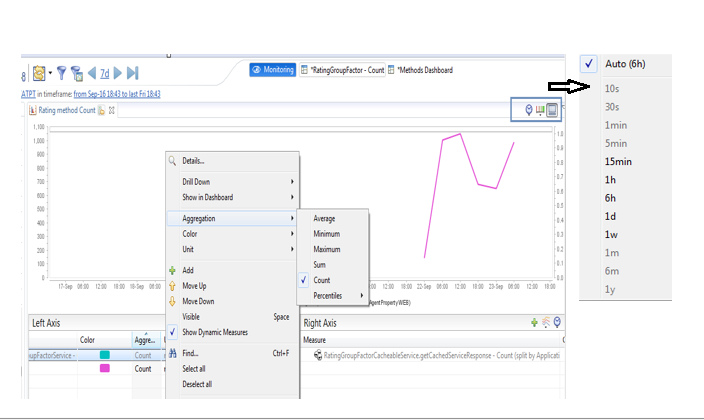 8
7d
Monitoring
*RatingGroupFactor - Count
*Methods Dashboard
ATPT in timeframe: from Sep-16 18:43 to last Fri 18:43
Rating method Count
1,100
1,000
900
800
700
600
500
400
300
200
100
0
1.0
0.9
0.8
0.7
0.6
0.5
0.4
0.3
0.2
0.1
0.0
17-Sep 06:00 12:00 18:00 18-Sep 06:00
12:00 18:00 22-Sep 06:00 12:00 18:00 23-Sep 06:00 12:00 18:00
Agent Property:WEB)
Details...
Drill Down
Show in Dashboard
Aggregation
Color
Unit
Add
Move Up
Move Down
Visible Space
Show Dynamic Measures
Find... Ctrl+F
Select all
Deselect all
Average
Minimum
Maximum
Sum
Count
Percentiles
Left Axis
Color Aggre...
upFactorService - Count
Count
Right Axis
Measure
RatingGroupFactorCacheableService.getCachedServiceResponse - Count (split by Applicati
Auto (6h)
10s
30s
1min
5min
15min
1h
6h
1d
1w
1m
6m
1y